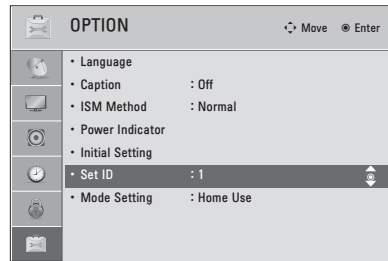 OPTION Move Enter
• Language
• Caption : Off
• ISM Method : Normal
• Power Indicator
• Initial Setting
• Set ID : 1
• Mode Setting : Home Use